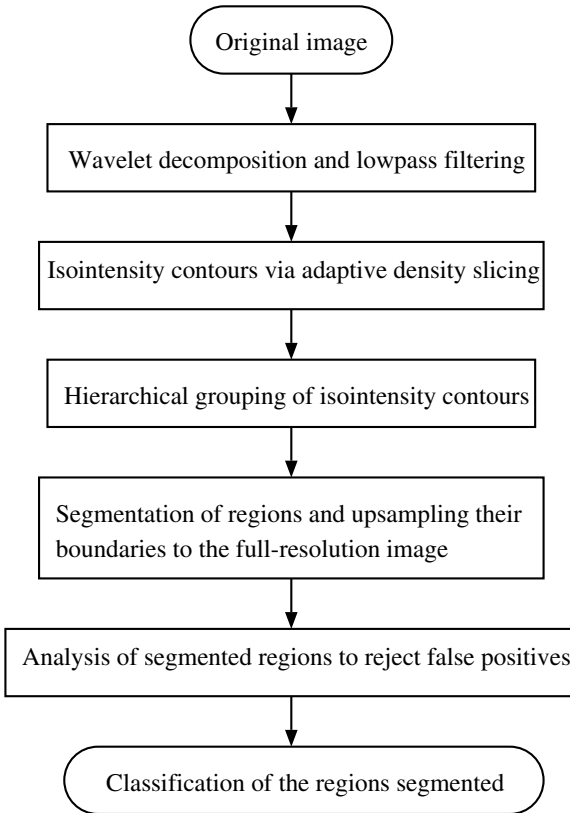 Original image
Wavelet decomposition and lowpass filtering
Isointensity contours via adaptive density slicing
Hierarchical grouping of isointensity contours
Segmentation of regions and upsampling their
boundaries to the full-resolution image
Analysis of segmented regions to reject false positives
Classification of the regions segmented